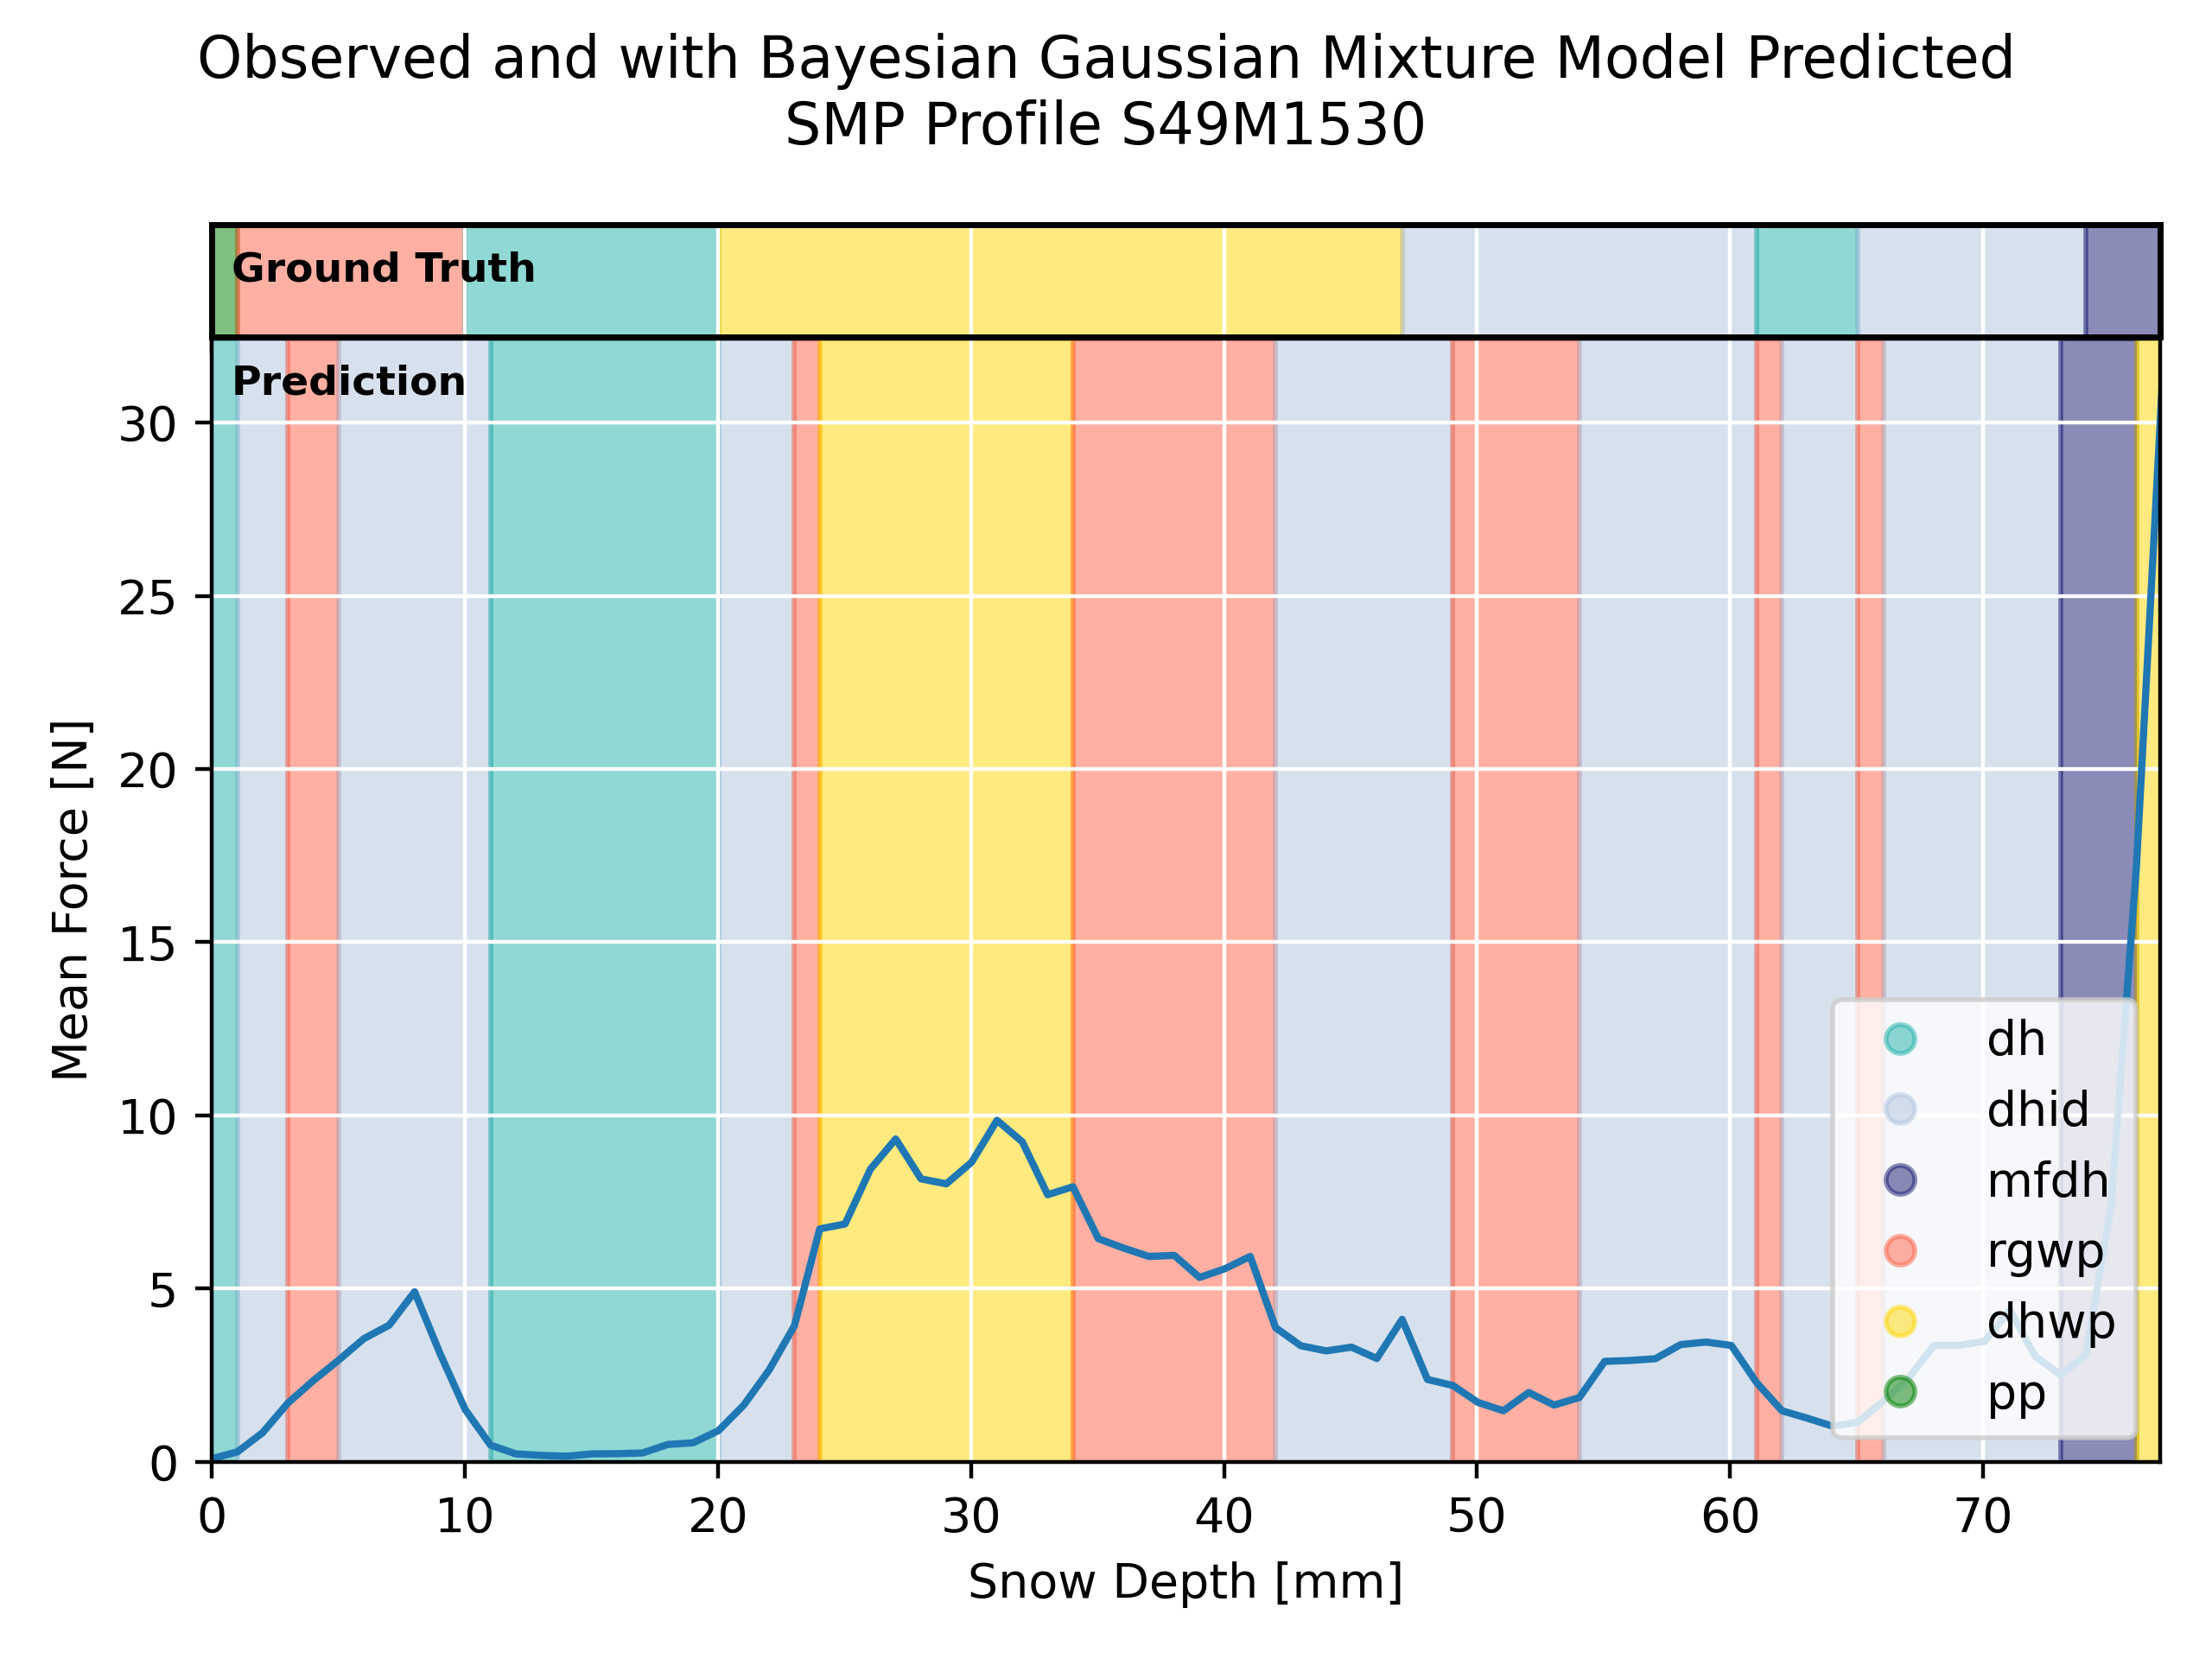 Observed and with Bayesian Gaussian Mixture Model Predicted
SMP Profile S49M1530
Ground Truth
Prediction
30
25
20
15
10
5
0
Mean Force [N]
dh
dhid
mfdh
rgwp
dhwp
pp
0 10 20 30 40 50 60 70
Snow Depth [mm]